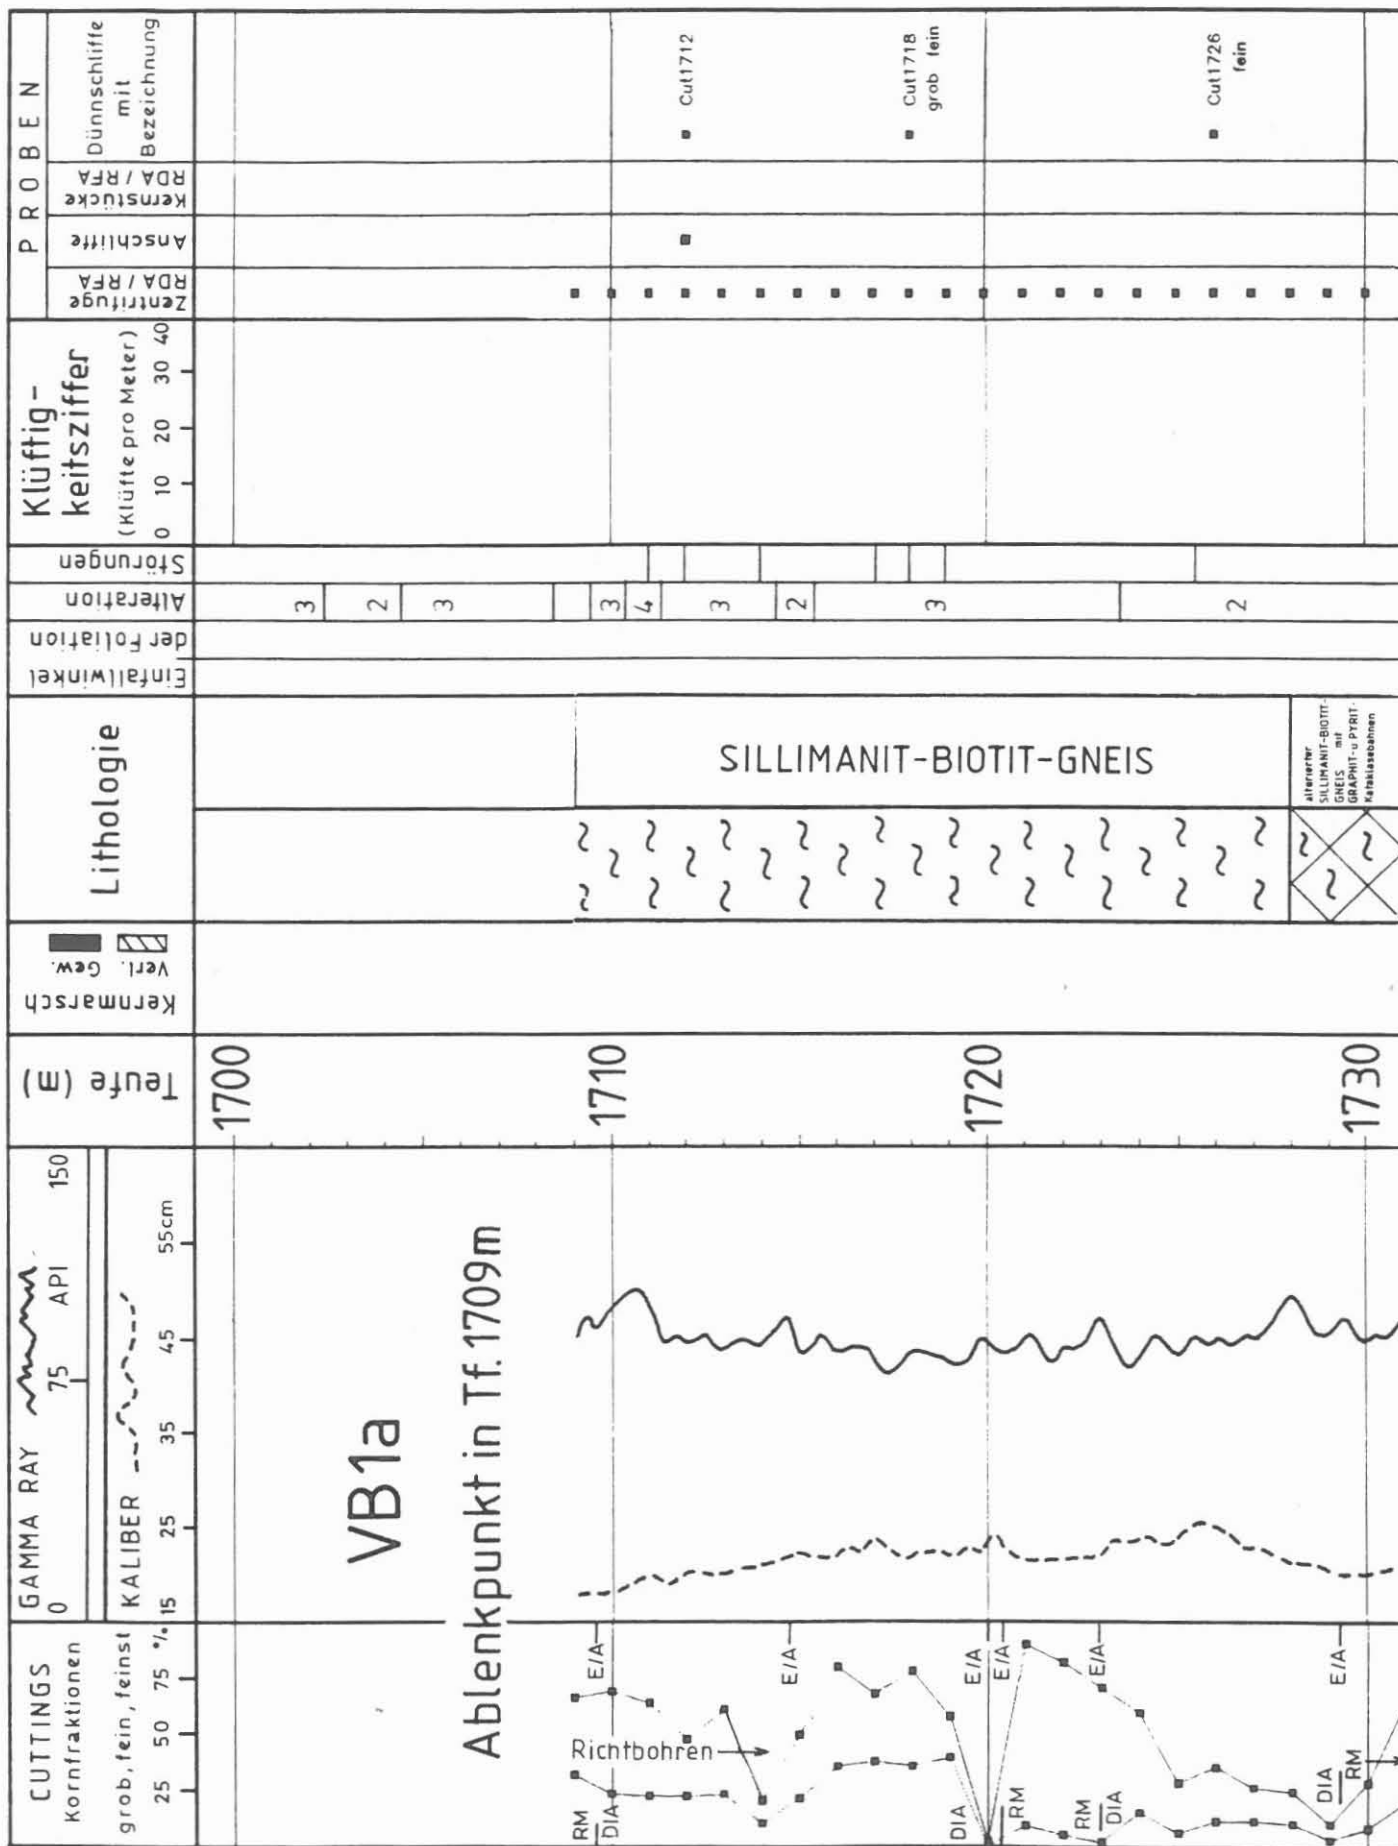 CUTTINGS
Kornfraktionen
grob, fein, feinst
25 50 75 %
GAMMA RAY
0 75 API 150
KALIBER
15 25 35 45 55cm
Teufe (m)
Kernmarsch
Gew.
Verl.
Lithologie
Einfallwinkel
der Foliation
Alteration
Störungen
Klüftig-
keitsziffer
(Klüfte pro Meter)
0 10 20 30 40
PROBEN
Zentrifuge
RDA / RFA
Anschliffe
Kernstücke
RDA / RFA
Dünnschliffe
mit
Bezeichnung
1700
1710
1720
1730
VB1a
Ablenkpunkt in Tf. 1709m
3
2
3
3
4
3
2
3
2
SILLIMANIT-BIOTIT-GNEIS
alterierter
SILLIMANIT-BIOTIT-
GNEIS mit
GRAPHIT-u PYRIT-
Kataklasebahnen
Cut1712
Cut1718
grob fein
Cut1726
fein
E/A
E/A
E/A
E/A
E/A
E/A
Richtbohren
RM
DIA
DIA
RM
RM
DIA
DIA
RM